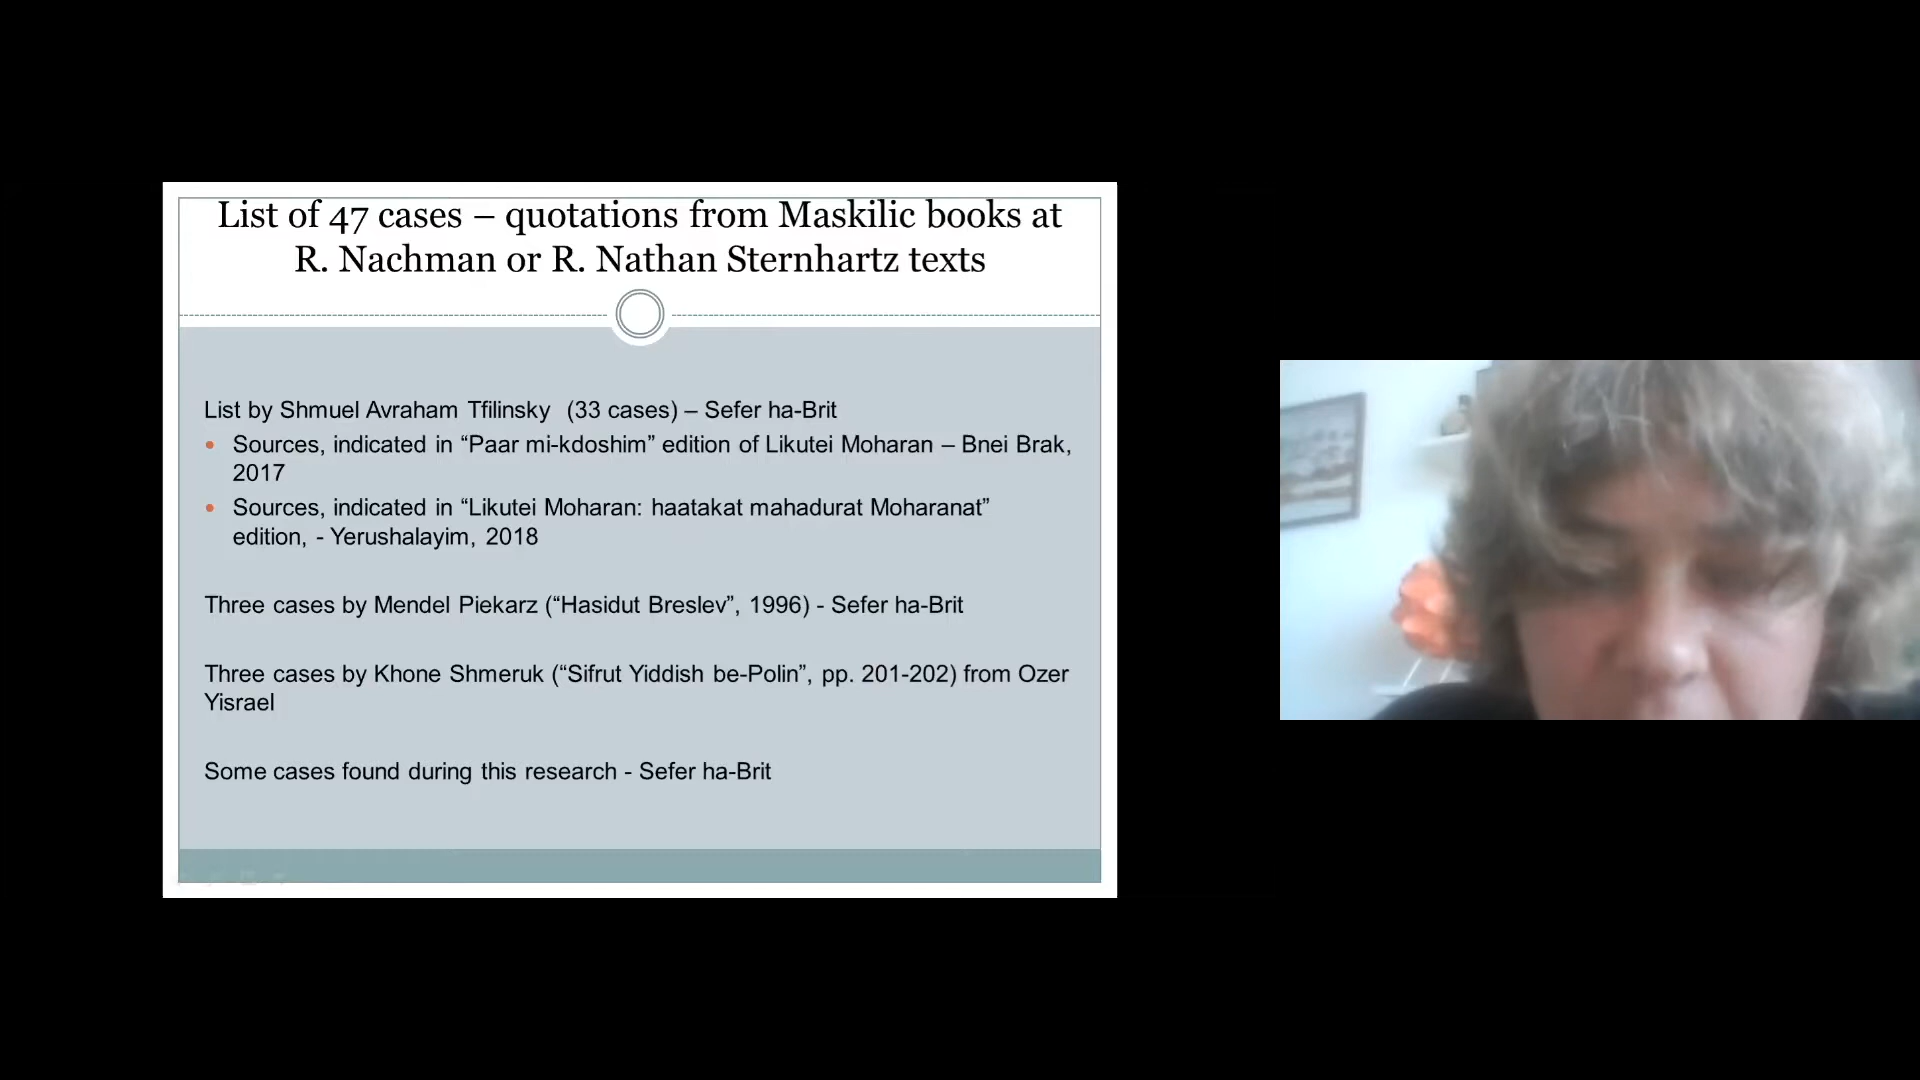 List of 47 cases – quotations from Maskilic books at
R. Nachman or R. Nathan Sternhartz texts
List by Shmuel Avraham Tfilinsky (33 cases) – Sefer ha-Brit
• Sources, indicated in “Paar mi-kdoshim” edition of Likutei Moharan – Bnei Brak,
2017
• Sources, indicated in “Likutei Moharan: haatakat mahadurat Moharanat”
edition, - Yerushalayim, 2018
Three cases by Mendel Piekarz (“Hasidut Breslev”, 1996) - Sefer ha-Brit
Three cases by Khone Shmeruk (“Sifrut Yiddish be-Polin”, pp. 201-202) from Ozer
Yisrael
Some cases found during this research - Sefer ha-Brit